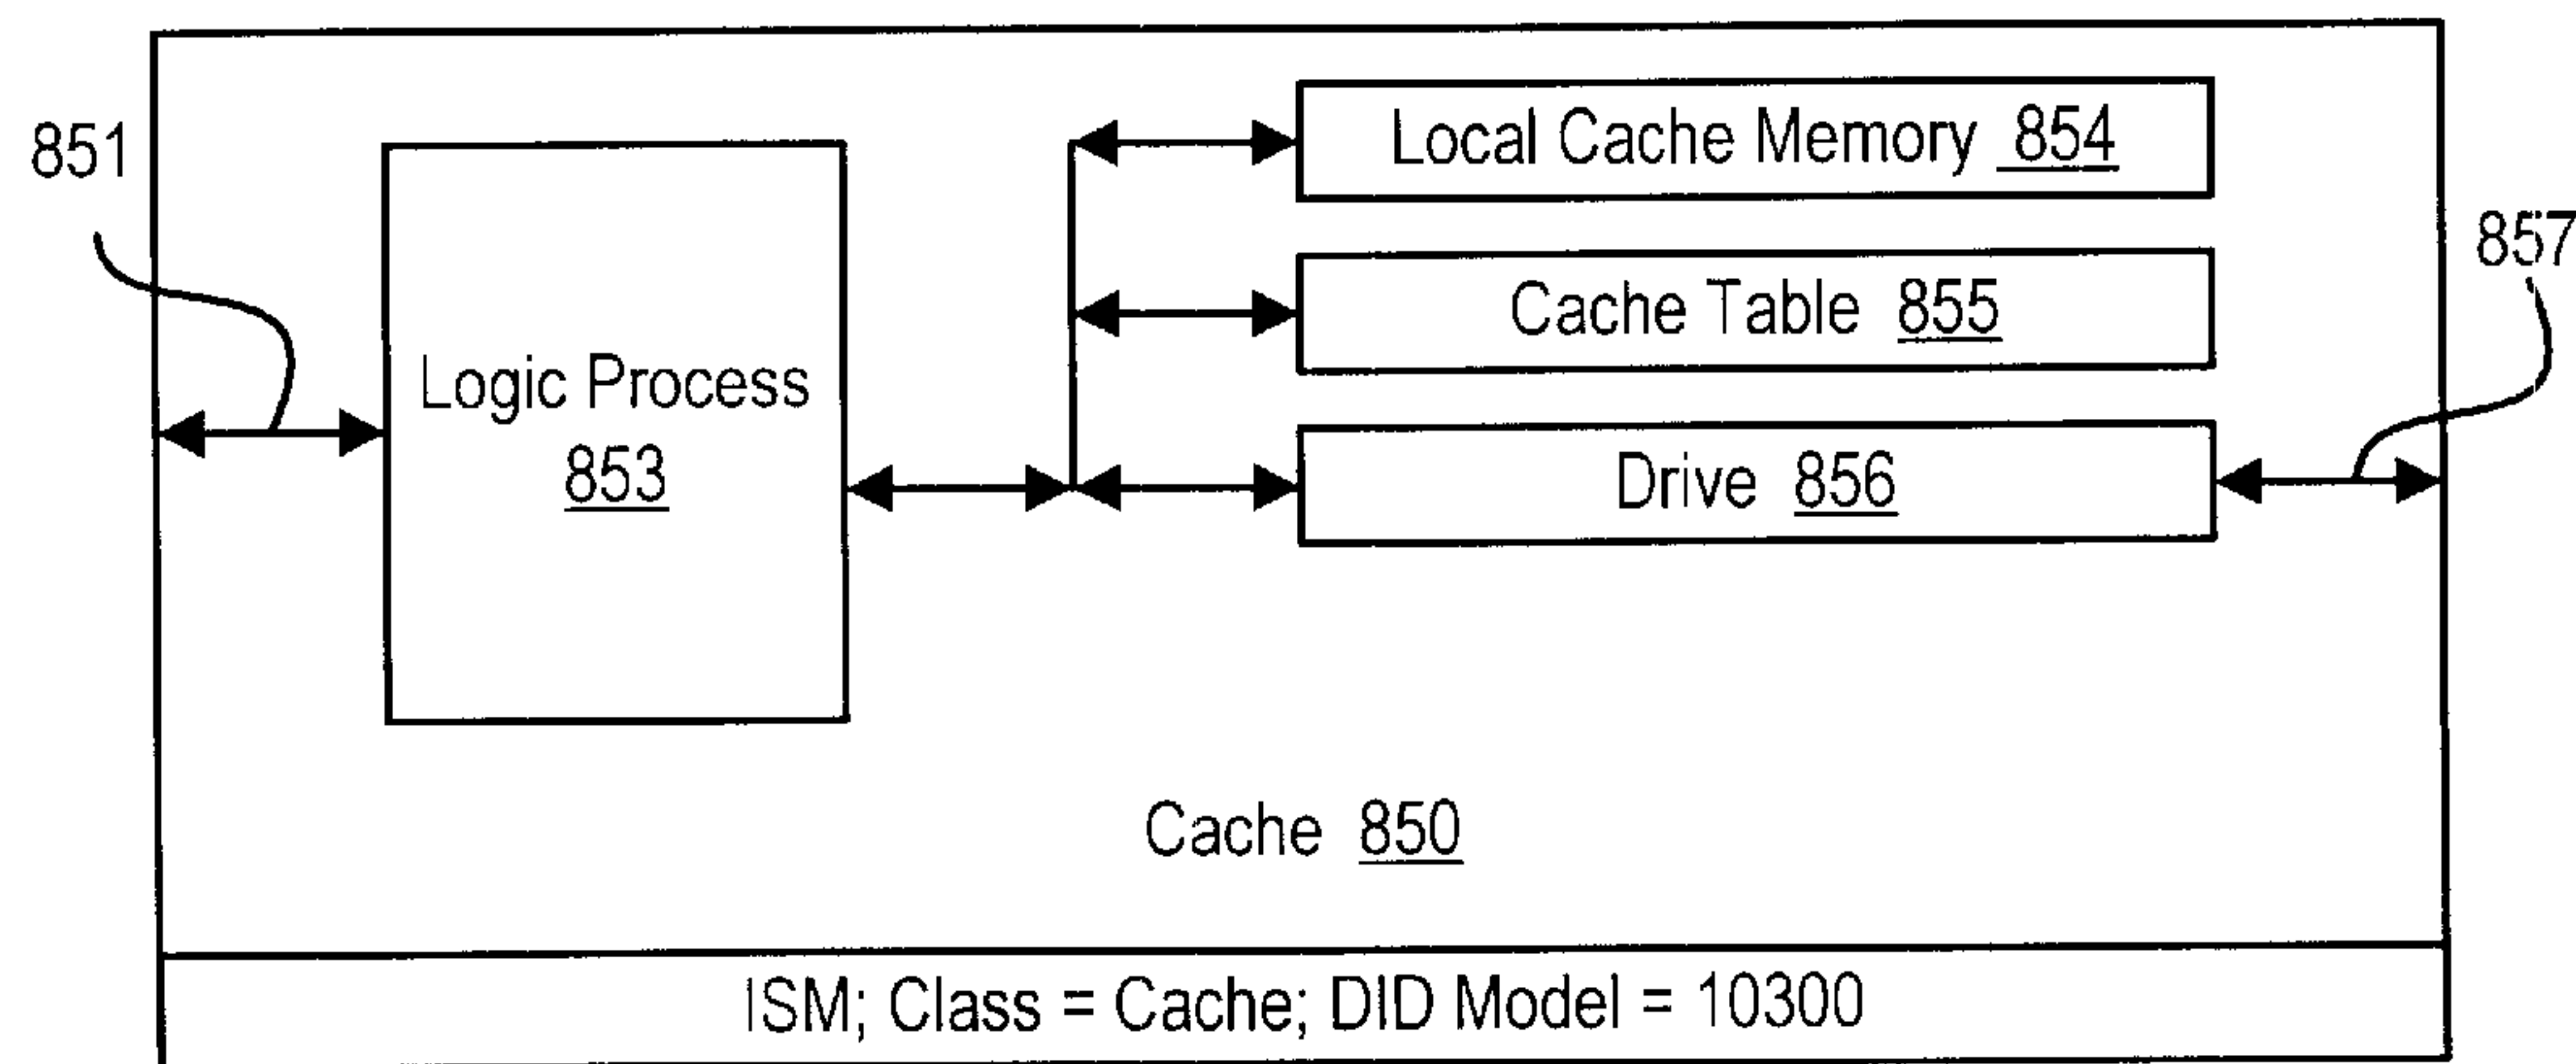 851
Local Cache Memory 854
857
Cache Table 855
Logic Process
853
Drive 856
Cache 850
ISM; Class = Cache; DID Model = 10300